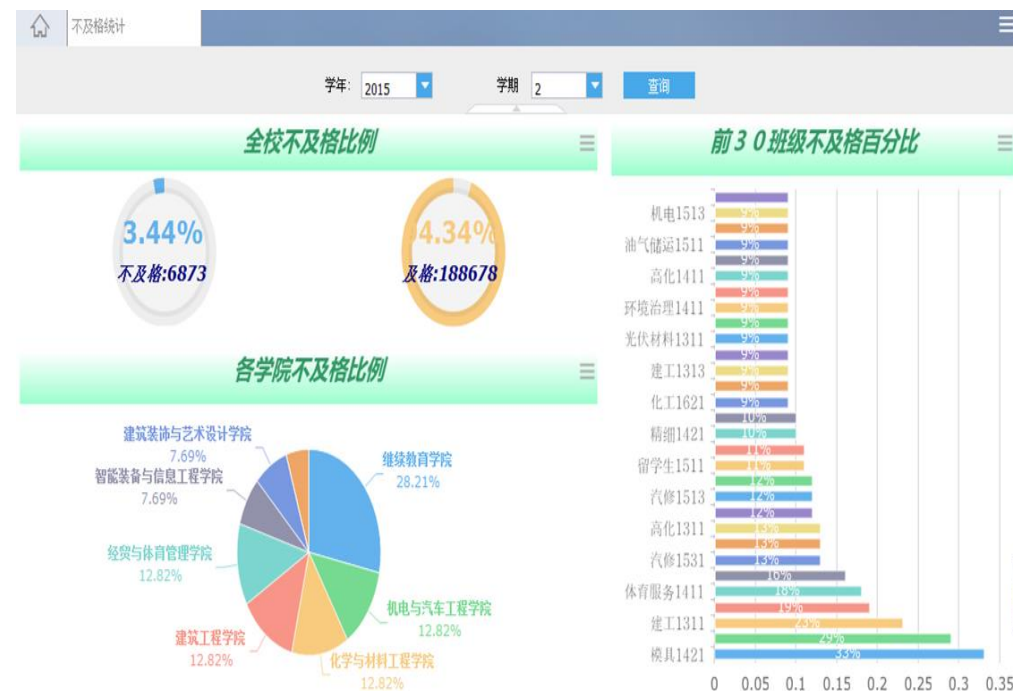 不及格统计
学年: 2015 学期 2 查询
全校不及格比例
3.44%
不及格:6873
4.34%
及格:188678
各学院不及格比例
建筑装饰与艺术设计学院
7.69%
智能装备与信息工程学院
7.69%
经贸与体育管理学院
12.82%
建筑工程学院
12.82%
继续教育学院
28.21%
机电与汽车工程学院
12.82%
化学与材料工程学院
12.82%
前30班级不及格百分比
机电1513 9%
9%
油气储运1511 9%
9%
高化1411 9%
9%
环境治理1411 9%
9%
光伏材料1311 9%
9%
建工1313 9%
9%
化工1621 9%
10%
精细1421 10%
11%
留学生1511 11%
12%
汽修1513 12%
12%
高化1311 13%
13%
汽修1531 13%
16%
体育服务1411 18%
19%
建工1311 23%
29%
模具1421 33%
0 0.05 0.1 0.15 0.2 0.25 0.3 0.35